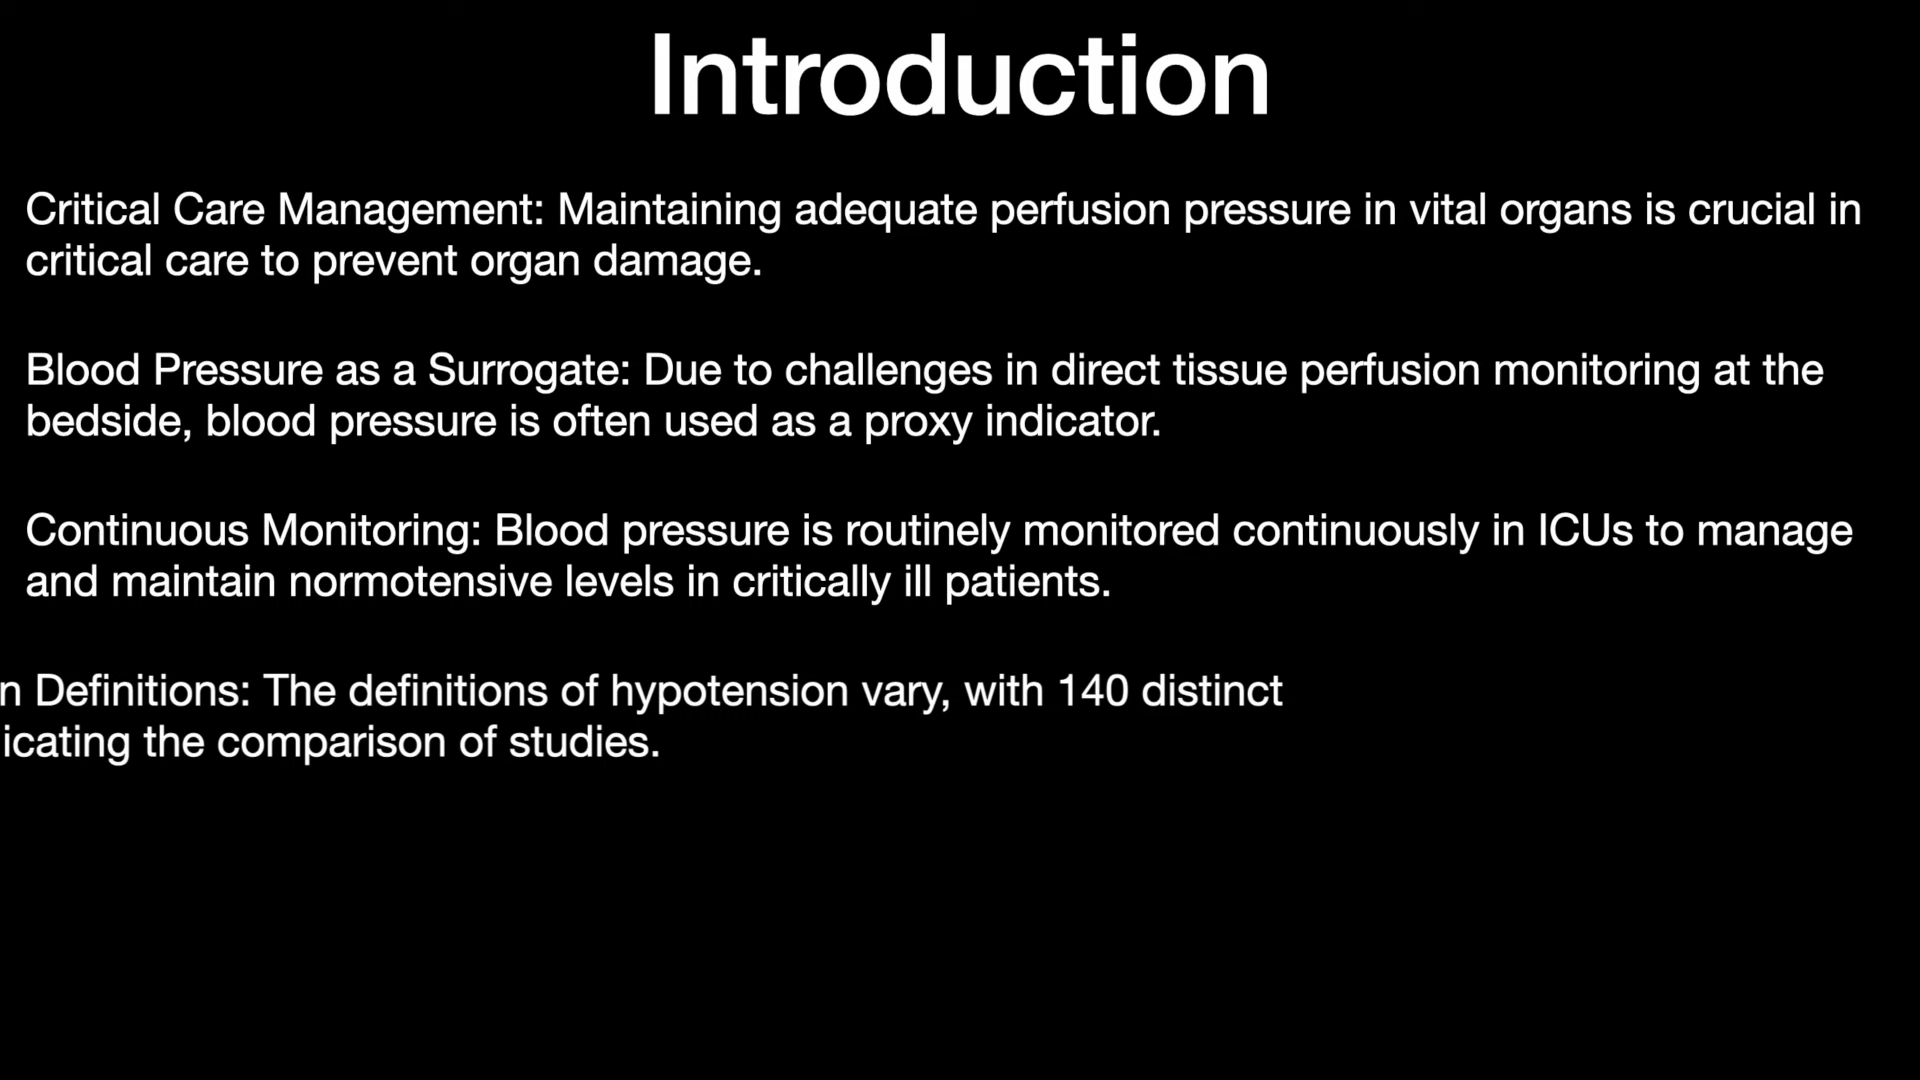 Introduction
Critical Care Management: Maintaining adequate perfusion pressure in vital organs is crucial in
critical care to prevent organ damage.
Blood Pressure as a Surrogate: Due to challenges in direct tissue perfusion monitoring at the
bedside, blood pressure is often used as a proxy indicator.
Continuous Monitoring: Blood pressure is routinely monitored continuously in ICUs to manage
and maintain normotensive levels in critically ill patients.
n Definitions: The definitions of hypotension vary, with 140 distinct
icating the comparison of studies.